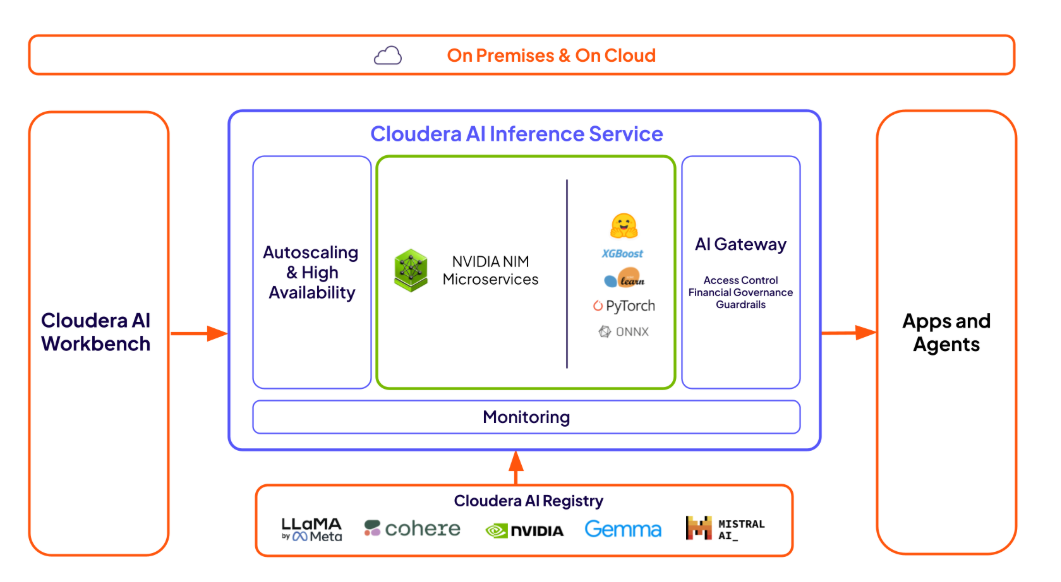 On Premises & On Cloud
Cloudera AI
Workbench
Cloudera AI Inference Service
Autoscaling
& High
Availability
NVIDIA NIM
Microservices
XGBoost
learn
PyTorch
ONNX
AI Gateway
Access Control
Financial Governance
Guardrails
Monitoring
Apps and
Agents
Cloudera AI Registry
LLaMA
by Meta
cohere
NVIDIA
Gemma
MISTRAL
AI_